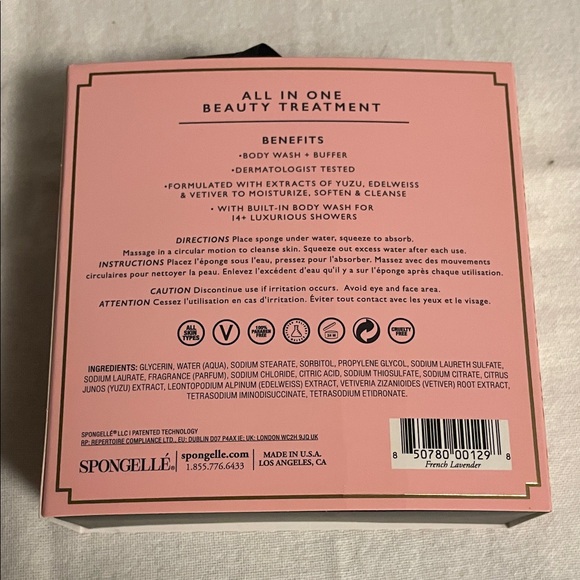 ALL IN ONE
BEAUTY TREATMENT
BENEFITS
•BODY WASH + BUFFER
•DERMATOLOGIST TESTED
•FORMULATED WITH EXTRACTS OF YUZU, EDELWEISS
& VETIVER TO MOISTURIZE, SOFTEN & CLEANSE
• WITH BUILT-IN BODY WASH FOR
14+ LUXURIOUS SHOWERS
DIRECTIONS Place sponge under water, squeeze to absorb.
Massage in a circular motion to cleanse skin. Squeeze out excess water after each use.
INSTRUCTIONS Placez l'éponge sous l'eau, pressez pour l'absorber. Massez avec des mouvements
circulaires pour nettoyer la peau. Enlevez l'excédent d'eau qu'il y a sur l'éponge après chaque utilisation.
CAUTION Discontinue use if irritation occurs. Avoid eye and face area.
ATTENTION Cessez l'utilisation en cas d'irritation. Éviter tout contact avec les yeux et le visage.
ALL SKIN TYPES V 100% PARABEN FREE 24 M CRUELTY FREE
INGREDIENTS: GLYCERIN, WATER (AQUA), SODIUM STEARATE, SORBITOL, PROPYLENE GLYCOL, SODIUM LAURETH SULFATE,
SODIUM LAURATE, FRAGRANCE (PARFUM), SODIUM CHLORIDE, CITRIC ACID, SODIUM THIOSULFATE, SODIUM CITRATE, CITRUS
JUNOS (YUZU) EXTRACT, LEONTOPODIUM ALPINUM (EDELWEISS) EXTRACT, VETIVERIA ZIZANIOIDES (VETIVER) ROOT EXTRACT,
TETRASODIUM IMINODISUCCINATE, TETRASODIUM ETIDRONATE.
SPONGELLÉ® LLC | PATENTED TECHNOLOGY
RP: REPERTOIRE COMPLIANCE LTD., EU: DUBLIN D07 P4AX IE; UK: LONDON WC2H 9JQ UK
SPONGELLÉ®
spongelle.com
1.855.776.6433
MADE IN U.S.A.
LOS ANGELES, CA
8 50780 00129 8
French Lavender